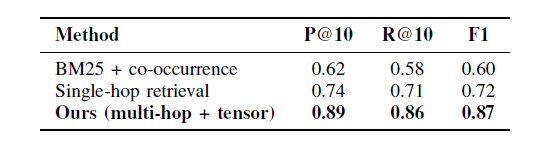 Method P@10 R@10 F1
BM25 + co-occurrence 0.62 0.58 0.60
Single-hop retrieval 0.74 0.71 0.72
Ours (multi-hop + tensor) 0.89 0.86 0.87